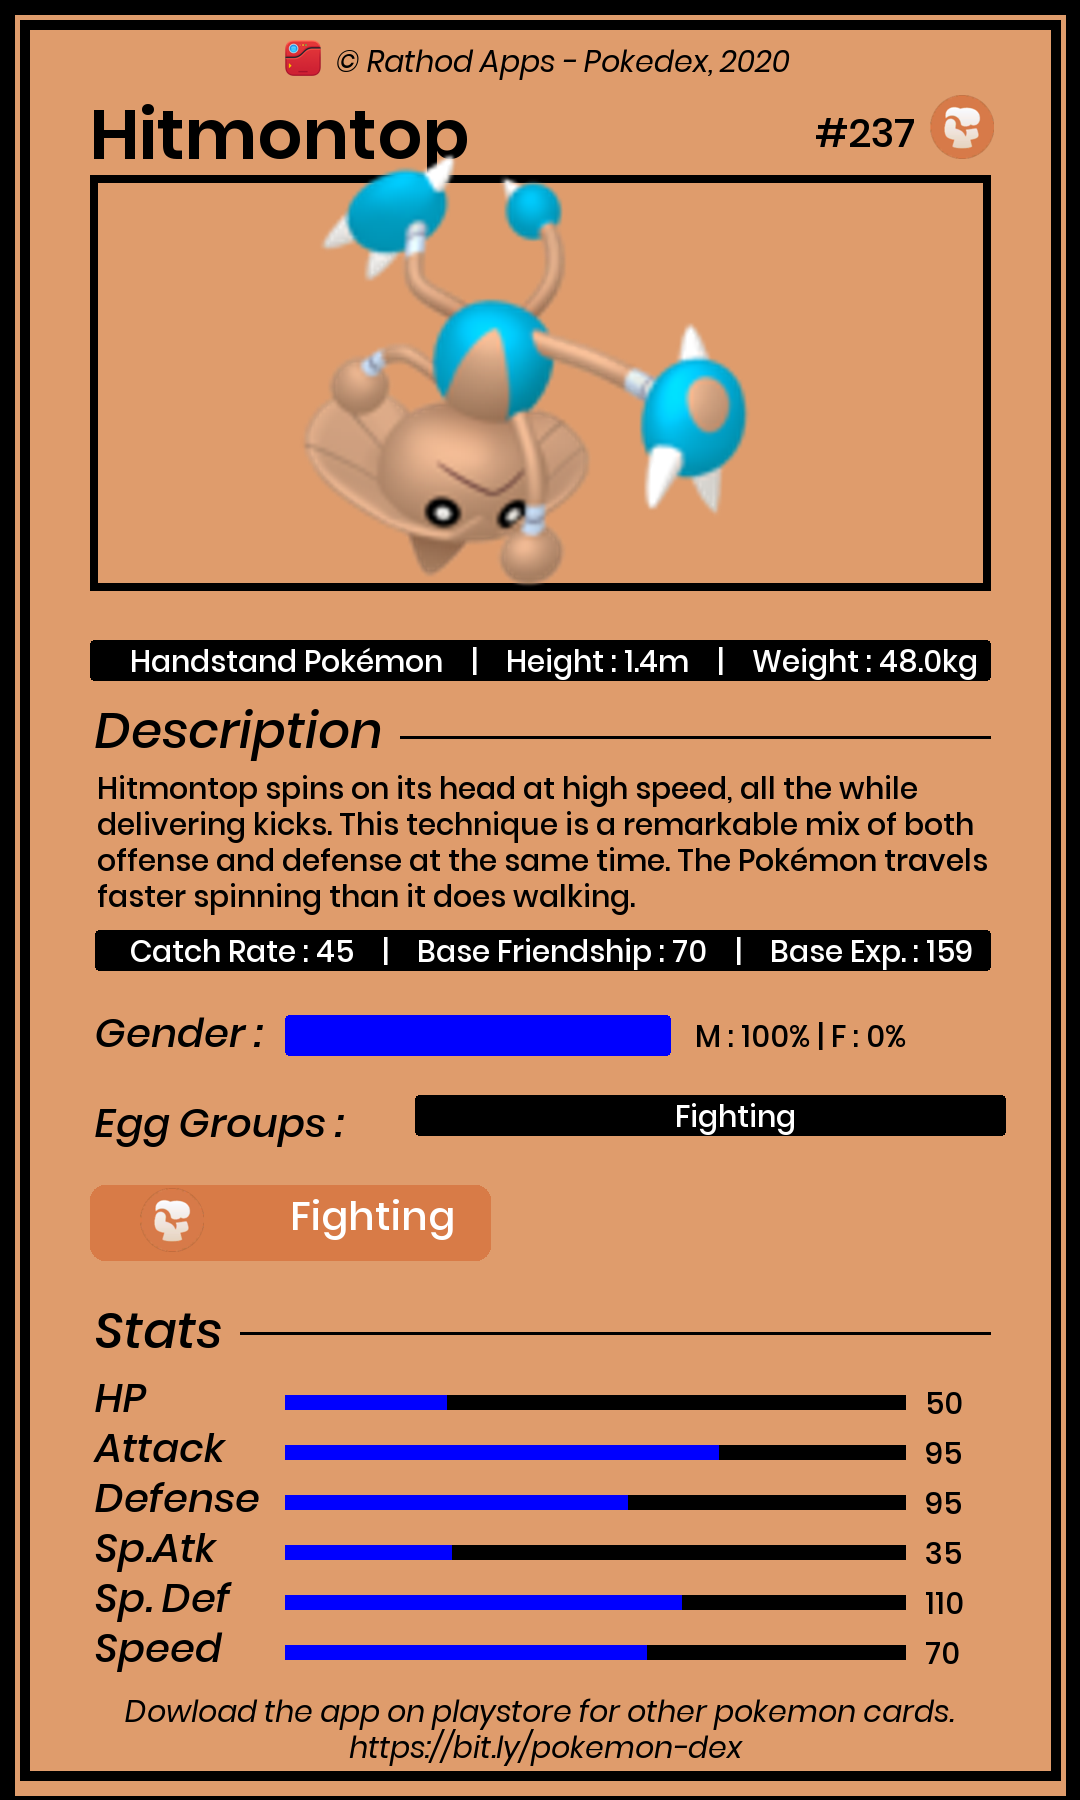 © Rathod Apps - Pokedex, 2020
Hitmontop #237
Handstand Pokémon | Height : 1.4m | Weight : 48.0kg
Description
Hitmontop spins on its head at high speed, all the while
delivering kicks. This technique is a remarkable mix of both
offense and defense at the same time. The Pokémon travels
faster spinning than it does walking.
Catch Rate : 45 | Base Friendship : 70 | Base Exp. : 159
Gender : M : 100% | F : 0%
Egg Groups : Fighting
Fighting
Stats
HP 50
Attack 95
Defense 95
Sp.Atk 35
Sp. Def 110
Speed 70
Dowload the app on playstore for other pokemon cards.
https://bit.ly/pokemon-dex